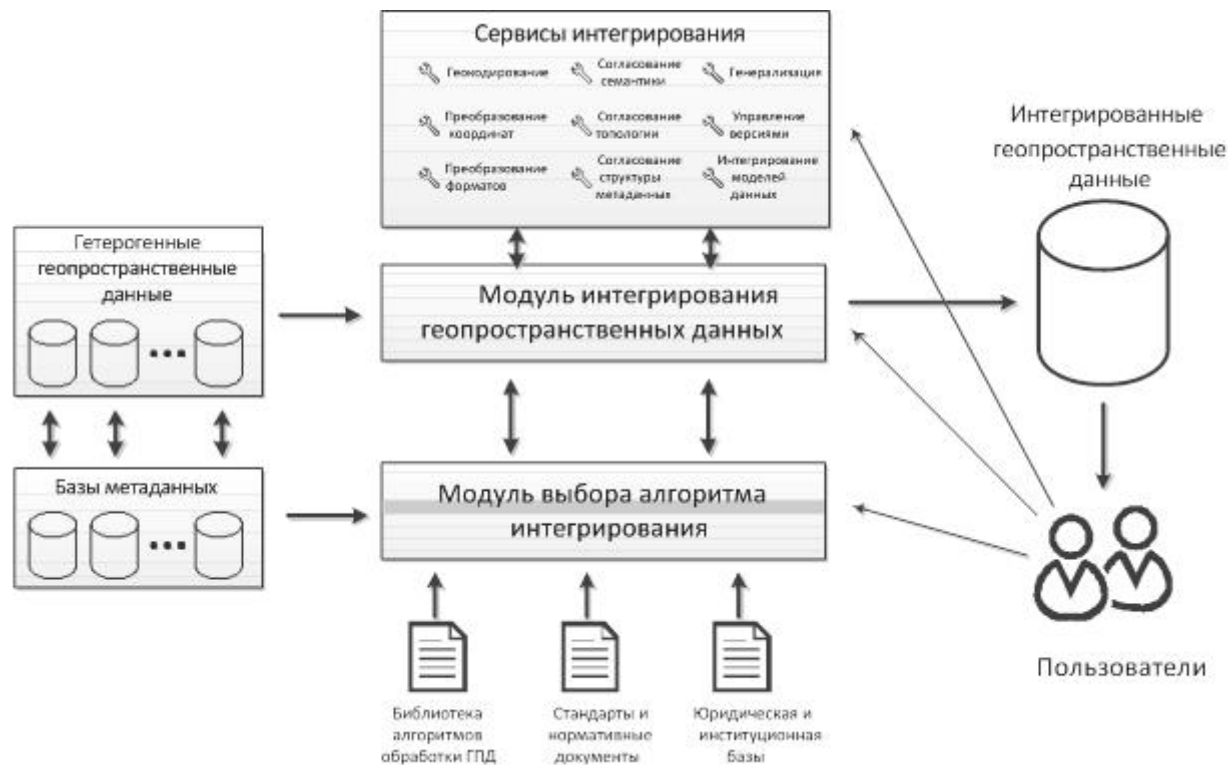 Сервисы интегрирования
Геокодирование
Согласование
семантики
Генерализация
Преобразование
координат
Согласование
топологии
Управление
версиями
Преобразование
форматов
Согласование
структуры
метаданных
Интегрирование
моделей
данных
Интегрированные
геопространственные
данные
Гетерогенные
геопространственные
данные
Модуль интегрирования
геопространственных данных
Базы метаданных
Модуль выбора алгоритма
интегрирования
Пользователи
Библиотека
алгоритмов
обработки ГПД
Стандарты и
нормативные
документы
Юридическая и
институционная
базы